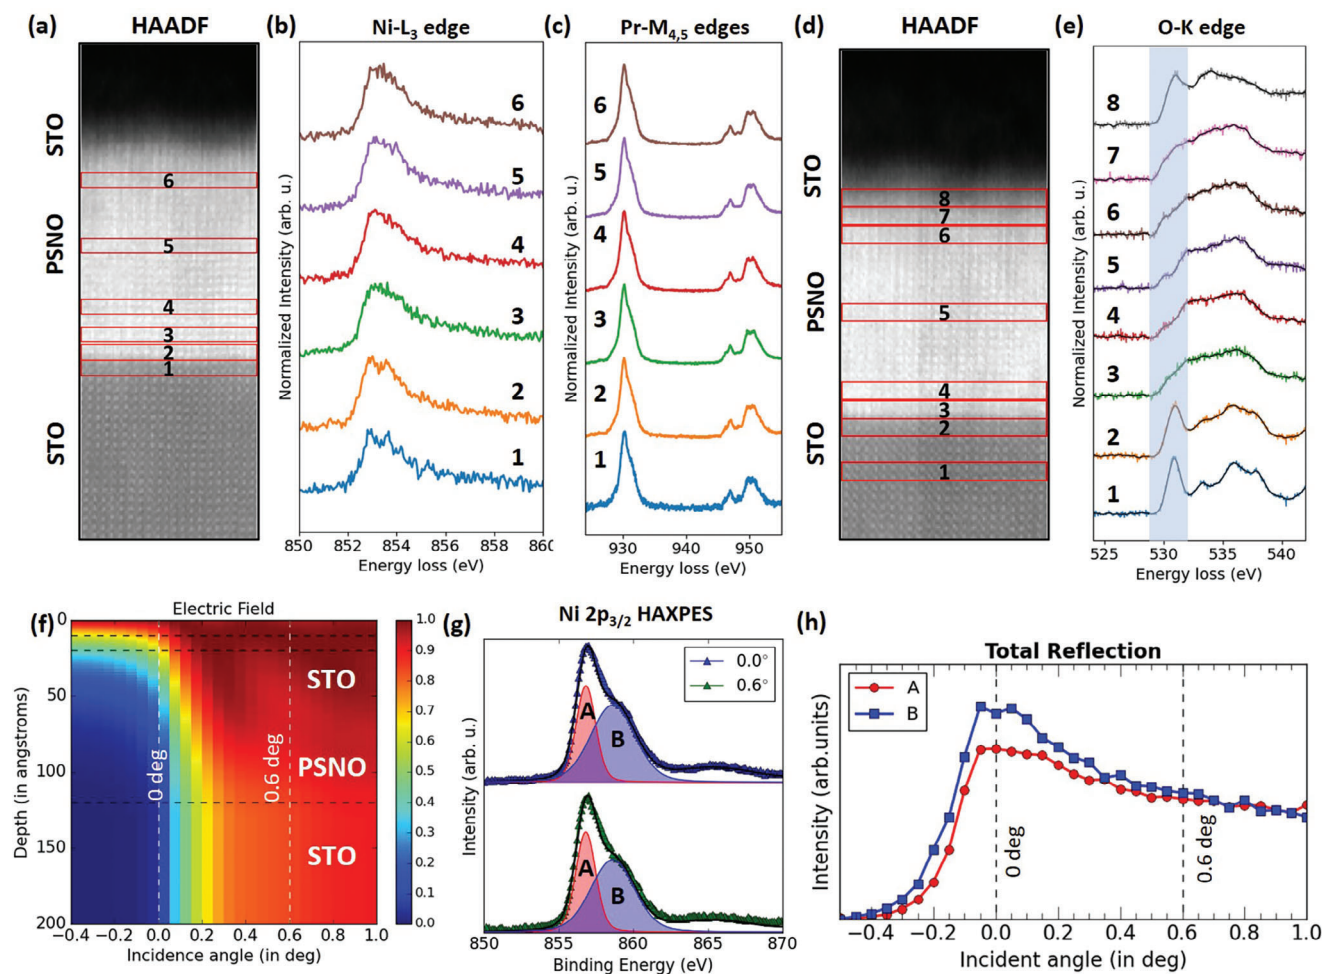 (a) HAADF
STO
PSNO
STO
6
5
4
3
2
1
(b) Ni-L3 edge
Normalized Intensity (arb. u.)
6
5
4
3
2
1
850 852 854 856 858 860
Energy loss (eV)
(c) Pr-M4,5 edges
Normalized Intensity (arb. u.)
6
5
4
3
2
1
930 940 950
Energy loss (eV)
(d) HAADF
STO
PSNO
STO
8
7
6
5
4
3
2
1
(e) O-K edge
Normalized Intensity (arb. u.)
8
7
6
5
4
3
2
1
525 530 535 540
Energy loss (eV)
(f) Electric Field
Depth (in angstroms)
0
50
100
150
200
STO
PSNO
STO
0 deg
0.6 deg
−0.4 −0.2 0.0 0.2 0.4 0.6 0.8 1.0
Incidence angle (in deg)
1.0
0.9
0.8
0.7
0.6
0.5
0.4
0.3
0.2
0.1
0.0
(g) Ni 2p3/2 HAXPES
Intensity (arb. u.)
0.0°
0.6°
A B
A B
850 855 860 865 870
Binding Energy (eV)
(h)
Total Reflection
Intensity (arb.units)
A
B
0 deg
0.6 deg
−0.4 −0.2 0.0 0.2 0.4 0.6 0.8 1.0
Incident angle (in deg)